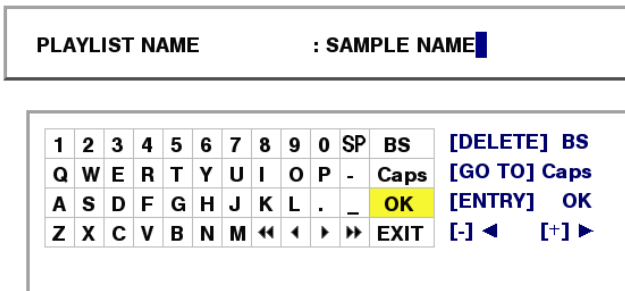 PLAYLIST NAME : SAMPLE NAME
1 2 3 4 5 6 7 8 9 0 SP BS [DELETE] BS
Q W E R T Y U I O P - Caps [GO TO] Caps
A S D F G H J K L . _ OK [ENTRY] OK
Z X C V B N M ◀◀ ◀ ▶ ▶▶ EXIT [-] ◀ [+] ▶